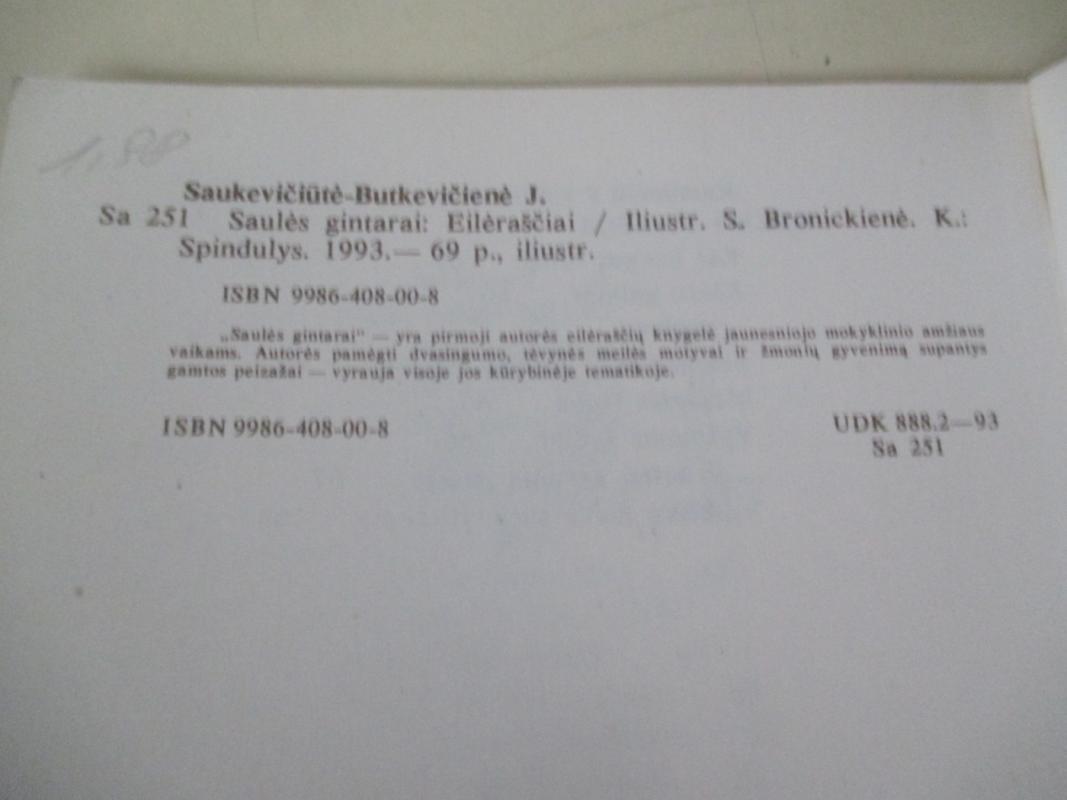 1,88
Saukevičiūtė-Butkevičienė J.
Sa 251 Saulės gintarai: Eilėraščiai / Iliustr. S. Bronickienė. K.:
Spindulys. 1993.— 69 p., iliustr.
ISBN 9986-408-00-8
„Saulės gintarai" — yra pirmoji autorės eilėraščių knygelė jaunesniojo mokyklinio amžiaus
vaikams. Autorės pamėgti dvasingumo, tėvynės meilės motyvai ir žmonių gyvenimą supantys
gamtos peizažai — vyrauja visoje jos kūrybinėje tematikoje.
ISBN 9986-408-00-8
UDK 888.2—93
Sa 251